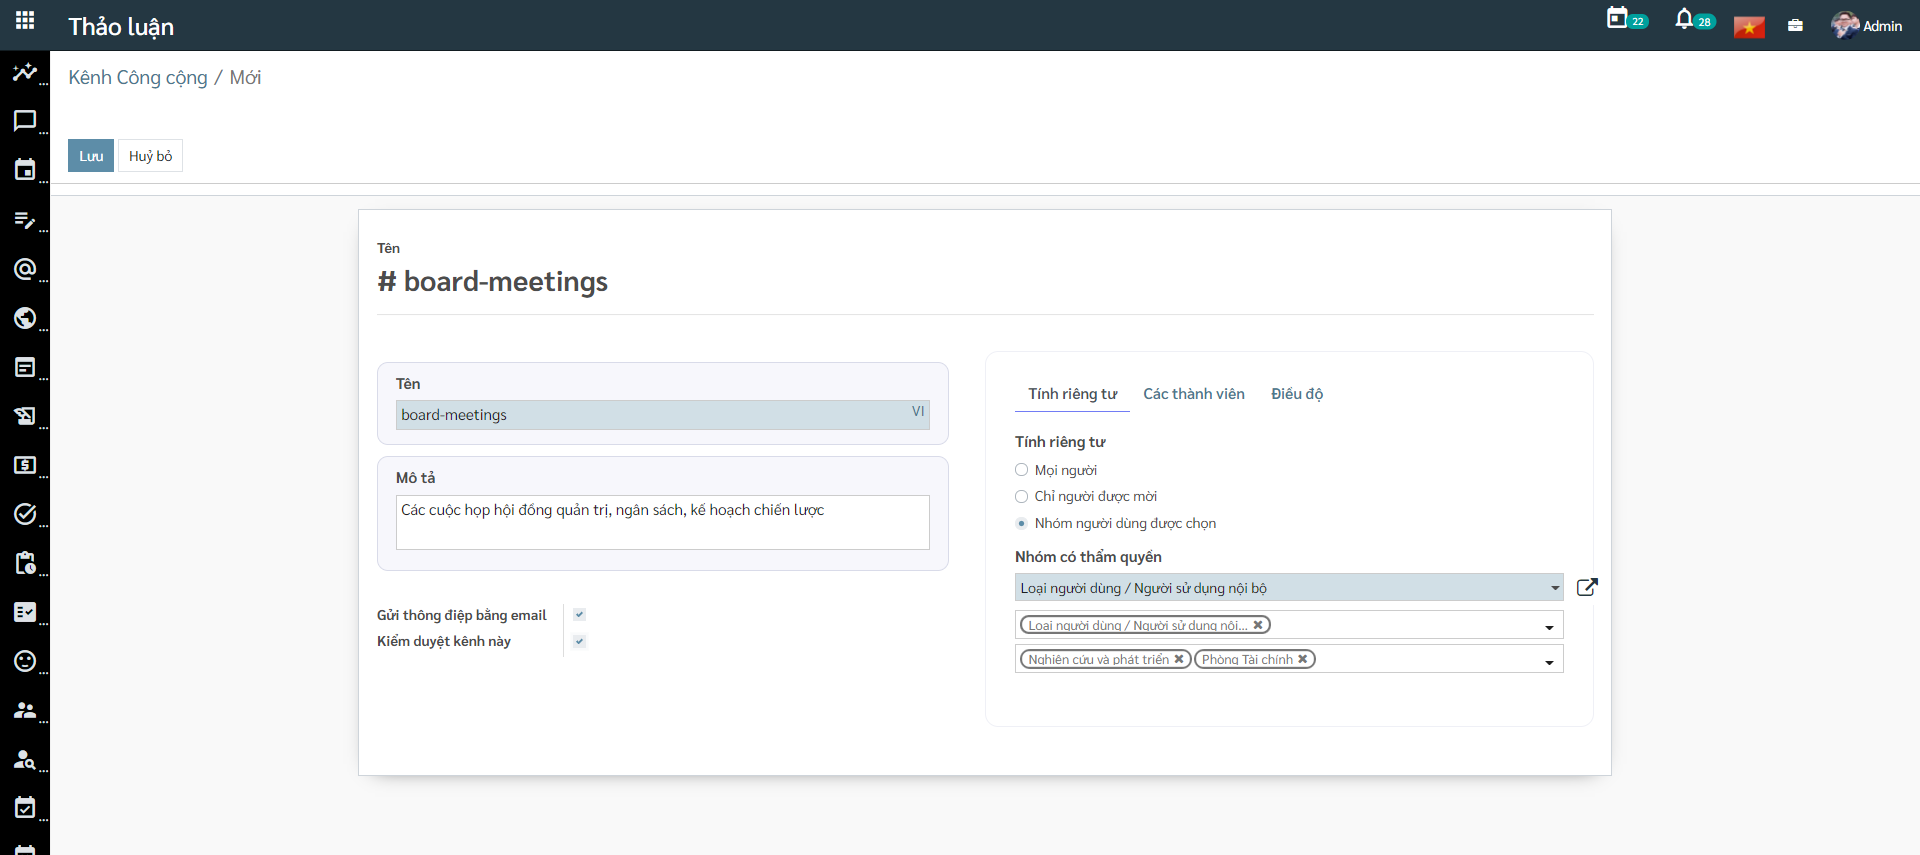 Thảo luận
22
28
Admin
Kênh Công cộng / Mới
Lưu
Huỷ bỏ
Tên
# board-meetings
Tên
board-meetings
VI
Mô tả
Các cuộc họp hội đồng quản trị, ngân sách, kế hoạch chiến lược
Gửi thông điệp bằng email
Kiểm duyệt kênh này
Tính riêng tư
Các thành viên
Điều độ
Tính riêng tư
Mọi người
Chỉ người được mời
Nhóm người dùng được chọn
Nhóm có thẩm quyền
Loại người dùng / Người sử dụng nội bộ
Loại người dùng / Người sử dụng nội...
Nghiên cứu và phát triển
Phòng Tài chính